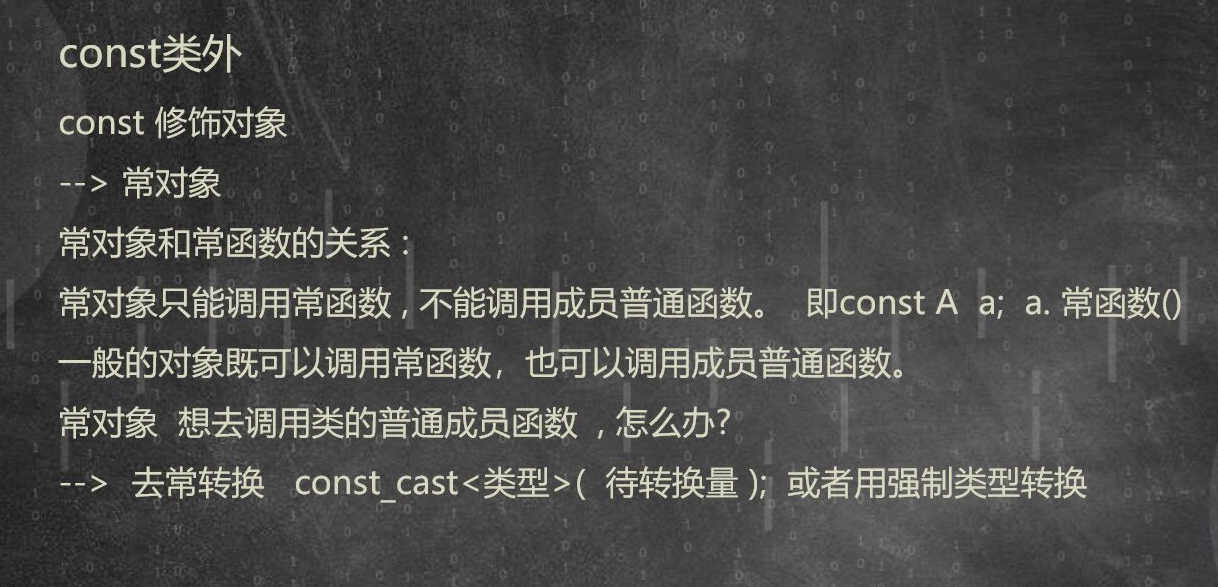 const类外
const 修饰对象
--> 常对象
常对象和常函数的关系：
常对象只能调用常函数 , 不能调用成员普通函数。 即const A a; a. 常函数()
一般的对象既可以调用常函数，也可以调用成员普通函数。
常对象 想去调用类的普通成员函数 , 怎么办?
--> 去常转换 const_cast<类型>( 待转换量 ); 或者用强制类型转换